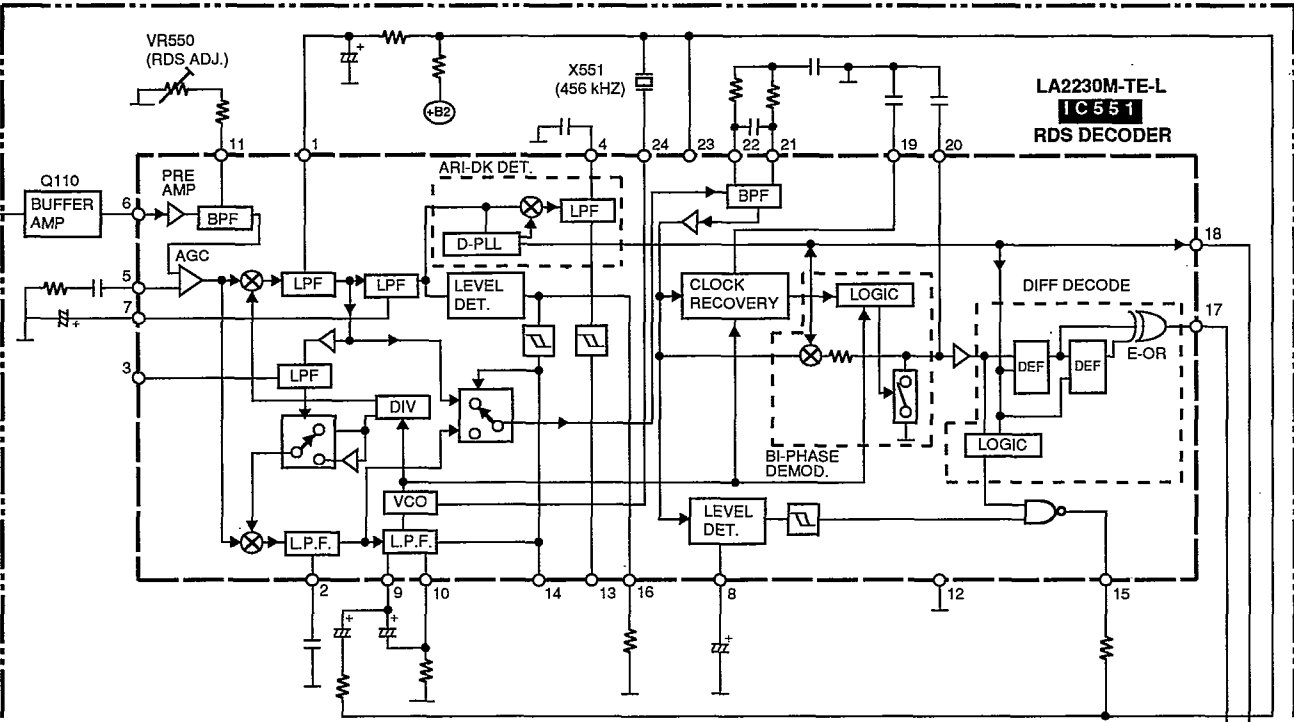 VR550
(RDS ADJ.)
+B2
X551
(456 kHZ)
LA2230M-TE-L
IC551
RDS DECODER
11
1
4
24
23
22
21
19
20
ARI-DK DET.
Q110
BUFFER
AMP
6
PRE
AMP
BPF
LPF
BPF
D-PLL
18
AGC
5
LPF
LPF
LEVEL
DET.
CLOCK
RECOVERY
LOGIC
DIFF DECODE
7
17
E-OR
3
LPF
DEF
DEF
DIV
LOGIC
BI-PHASE
DEMOD.
VCO
LEVEL
DET.
L.P.F.
L.P.F.
2
9
10
14
13
16
8
12
15
+
+
+
+
+